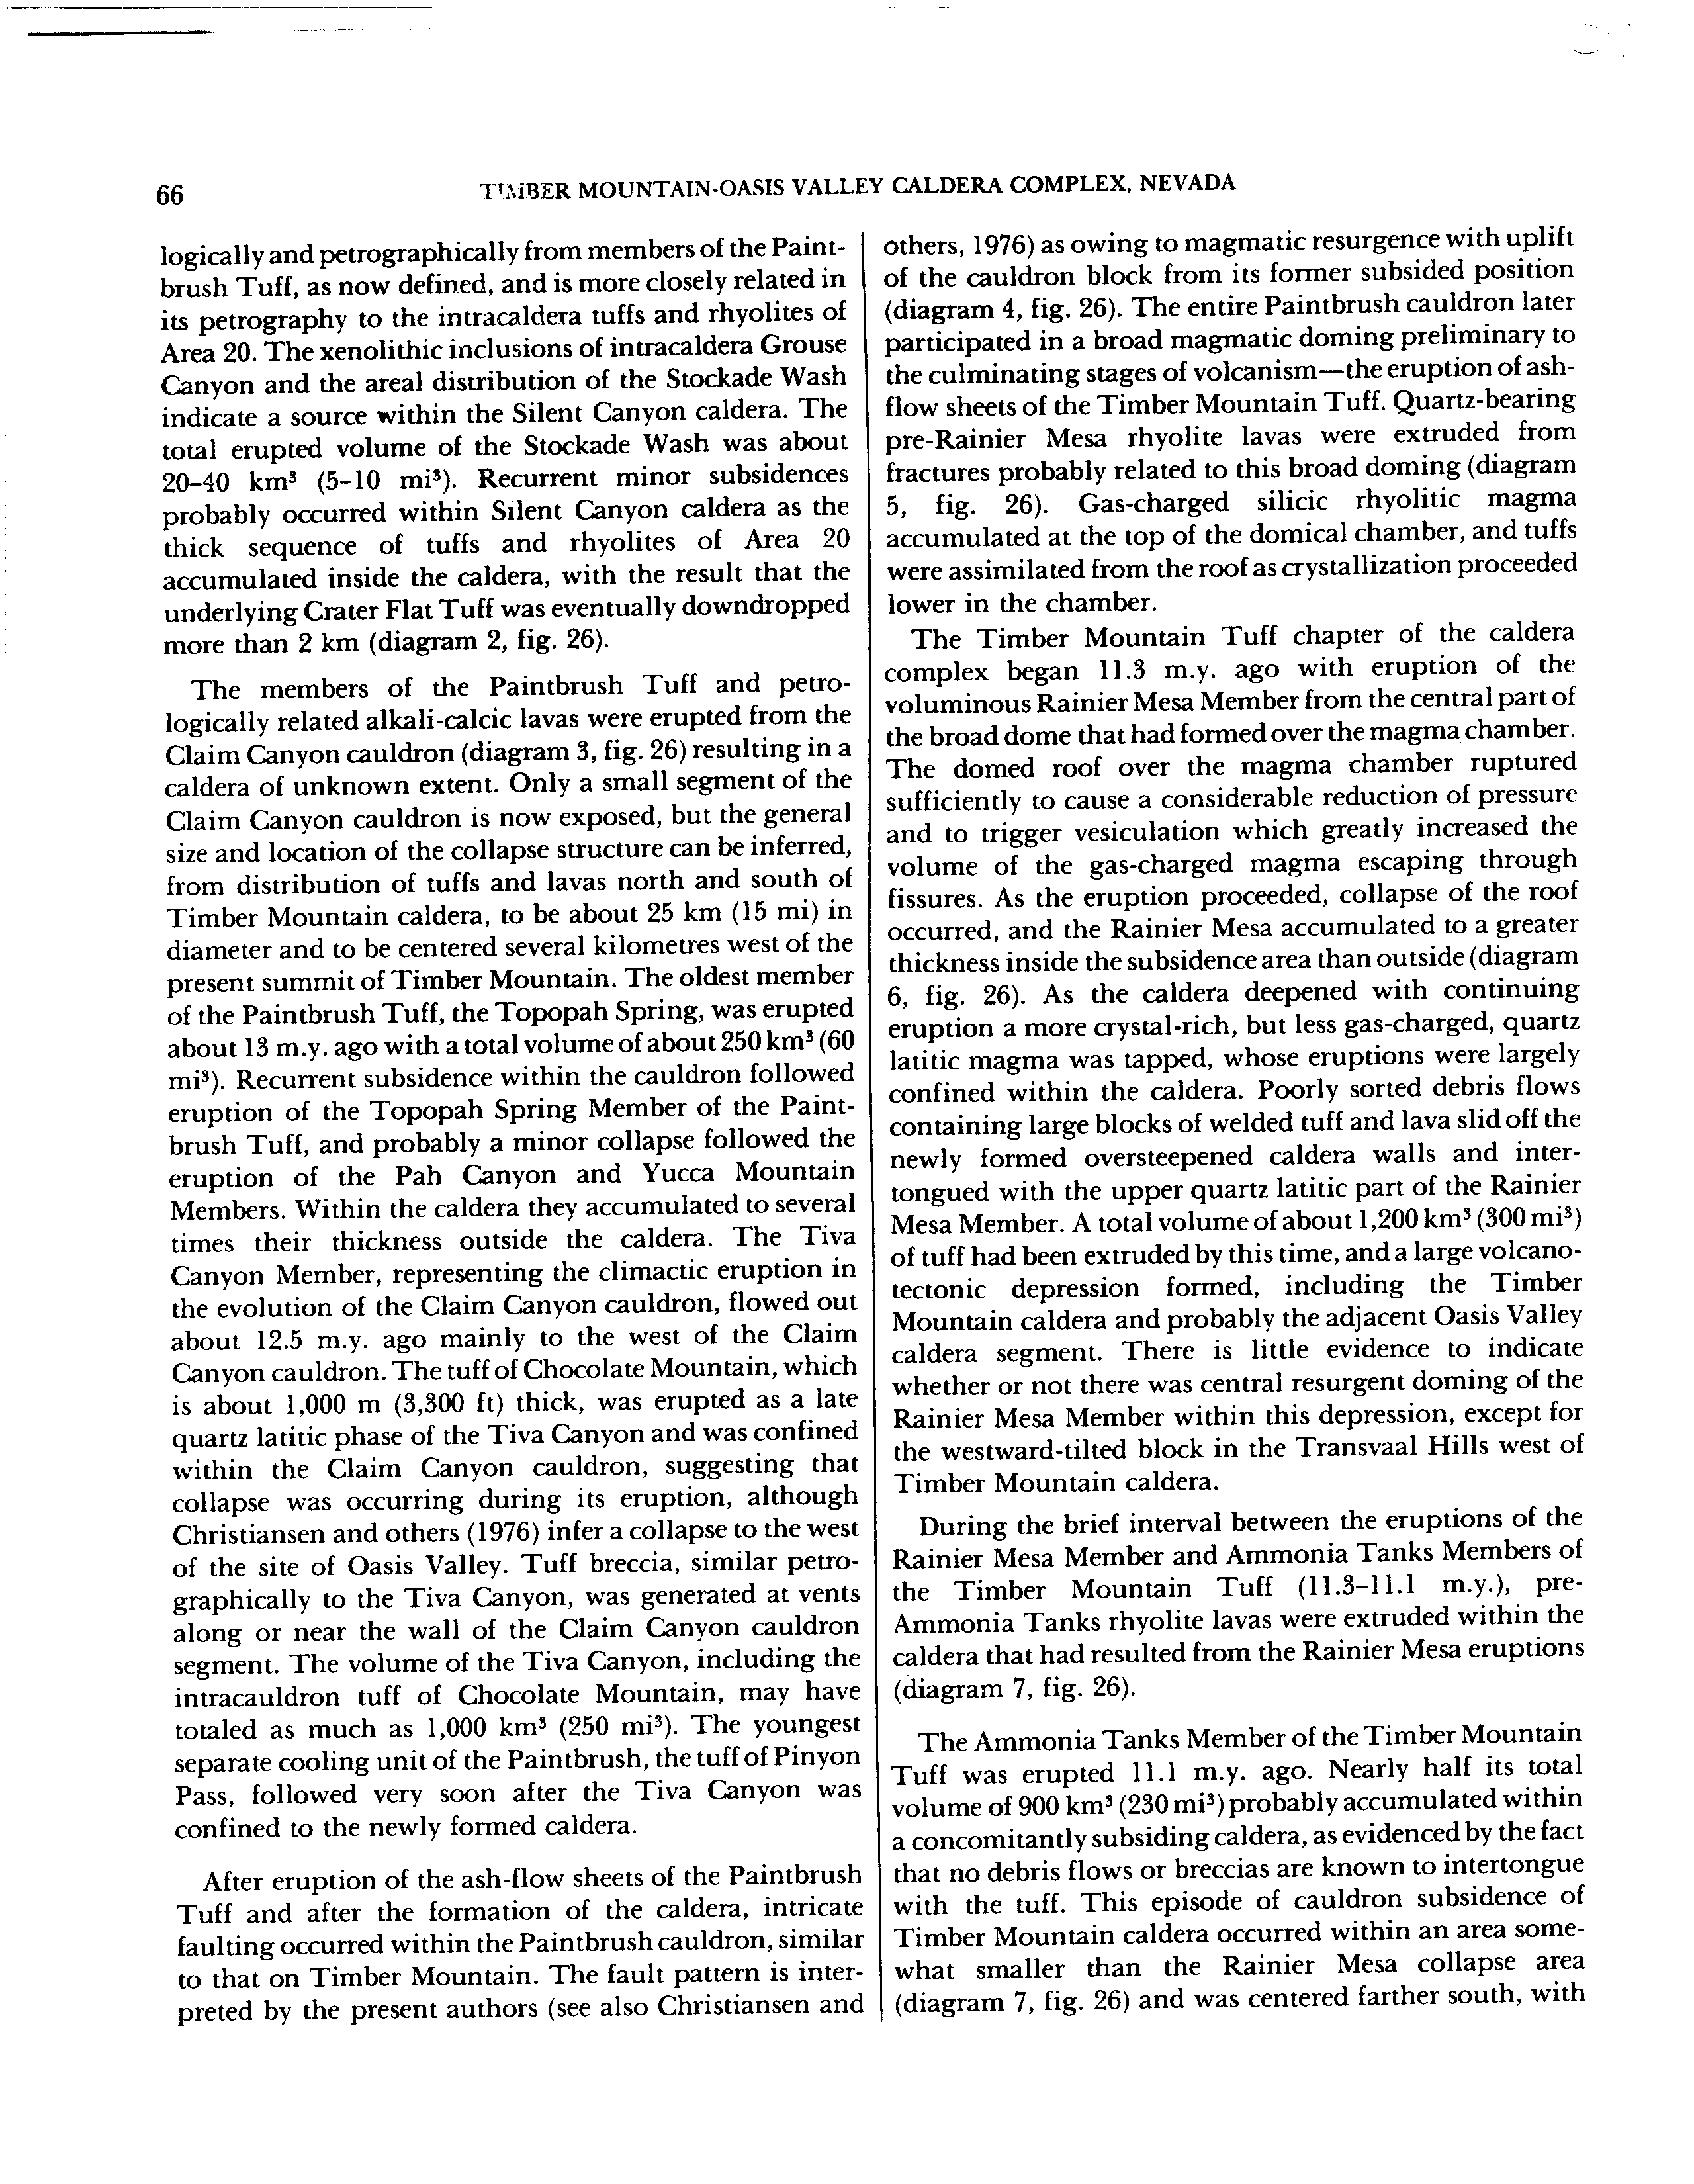 66
TIMBER MOUNTAIN-OASIS VALLEY CALDERA COMPLEX, NEVADA
logically and petrographically from members of the Paint-
brush Tuff, as now defined, and is more closely related in
its petrography to the intracaldera tuffs and rhyolites of
Area 20. The xenolithic inclusions of intracaldera Grouse
Canyon and the areal distribution of the Stockade Wash
indicate a source within the Silent Canyon caldera. The
total erupted volume of the Stockade Wash was about
20–40 km³ (5–10 mi³). Recurrent minor subsidences
probably occurred within Silent Canyon caldera as the
thick sequence of tuffs and rhyolites of Area 20
accumulated inside the caldera, with the result that the
underlying Crater Flat Tuff was eventually downdropped
more than 2 km (diagram 2, fig. 26).
The members of the Paintbrush Tuff and petro-
logically related alkali-calcic lavas were erupted from the
Claim Canyon cauldron (diagram 3, fig. 26) resulting in a
caldera of unknown extent. Only a small segment of the
Claim Canyon cauldron is now exposed, but the general
size and location of the collapse structure can be inferred,
from distribution of tuffs and lavas north and south of
Timber Mountain caldera, to be about 25 km (15 mi) in
diameter and to be centered several kilometres west of the
present summit of Timber Mountain. The oldest member
of the Paintbrush Tuff, the Topopah Spring, was erupted
about 13 m.y. ago with a total volume of about 250 km³ (60
mi³). Recurrent subsidence within the cauldron followed
eruption of the Topopah Spring Member of the Paint-
brush Tuff, and probably a minor collapse followed the
eruption of the Pah Canyon and Yucca Mountain
Members. Within the caldera they accumulated to several
times their thickness outside the caldera. The Tiva
Canyon Member, representing the climactic eruption in
the evolution of the Claim Canyon cauldron, flowed out
about 12.5 m.y. ago mainly to the west of the Claim
Canyon cauldron. The tuff of Chocolate Mountain, which
is about 1,000 m (3,300 ft) thick, was erupted as a late
quartz latitic phase of the Tiva Canyon and was confined
within the Claim Canyon cauldron, suggesting that
collapse was occurring during its eruption, although
Christiansen and others (1976) infer a collapse to the west
of the site of Oasis Valley. Tuff breccia, similar petro-
graphically to the Tiva Canyon, was generated at vents
along or near the wall of the Claim Canyon cauldron
segment. The volume of the Tiva Canyon, including the
intracauldron tuff of Chocolate Mountain, may have
totaled as much as 1,000 km³ (250 mi³). The youngest
separate cooling unit of the Paintbrush, the tuff of Pinyon
Pass, followed very soon after the Tiva Canyon was
confined to the newly formed caldera.
After eruption of the ash-flow sheets of the Paintbrush
Tuff and after the formation of the caldera, intricate
faulting occurred within the Paintbrush cauldron, similar
to that on Timber Mountain. The fault pattern is inter-
preted by the present authors (see also Christiansen and
others, 1976) as owing to magmatic resurgence with uplift
of the cauldron block from its former subsided position
(diagram 4, fig. 26). The entire Paintbrush cauldron later
participated in a broad magmatic doming preliminary to
the culminating stages of volcanism—the eruption of ash-
flow sheets of the Timber Mountain Tuff. Quartz-bearing
pre-Rainier Mesa rhyolite lavas were extruded from
fractures probably related to this broad doming (diagram
5, fig. 26). Gas-charged silicic rhyolitic magma
accumulated at the top of the domical chamber, and tuffs
were assimilated from the roof as crystallization proceeded
lower in the chamber.
The Timber Mountain Tuff chapter of the caldera
complex began 11.3 m.y. ago with eruption of the
voluminous Rainier Mesa Member from the central part of
the broad dome that had formed over the magma chamber.
The domed roof over the magma chamber ruptured
sufficiently to cause a considerable reduction of pressure
and to trigger vesiculation which greatly increased the
volume of the gas-charged magma escaping through
fissures. As the eruption proceeded, collapse of the roof
occurred, and the Rainier Mesa accumulated to a greater
thickness inside the subsidence area than outside (diagram
6, fig. 26). As the caldera deepened with continuing
eruption a more crystal-rich, but less gas-charged, quartz
latitic magma was tapped, whose eruptions were largely
confined within the caldera. Poorly sorted debris flows
containing large blocks of welded tuff and lava slid off the
newly formed oversteepened caldera walls and inter-
tongued with the upper quartz latitic part of the Rainier
Mesa Member. A total volume of about 1,200 km³ (300 mi³)
of tuff had been extruded by this time, and a large volcano-
tectonic depression formed, including the Timber
Mountain caldera and probably the adjacent Oasis Valley
caldera segment. There is little evidence to indicate
whether or not there was central resurgent doming of the
Rainier Mesa Member within this depression, except for
the westward-tilted block in the Transvaal Hills west of
Timber Mountain caldera.
During the brief interval between the eruptions of the
Rainier Mesa Member and Ammonia Tanks Members of
the Timber Mountain Tuff (11.3–11.1 m.y.), pre-
Ammonia Tanks rhyolite lavas were extruded within the
caldera that had resulted from the Rainier Mesa eruptions
(diagram 7, fig. 26).
The Ammonia Tanks Member of the Timber Mountain
Tuff was erupted 11.1 m.y. ago. Nearly half its total
volume of 900 km³ (230 mi³) probably accumulated within
a concomitantly subsiding caldera, as evidenced by the fact
that no debris flows or breccias are known to intertongue
with the tuff. This episode of cauldron subsidence of
Timber Mountain caldera occurred within an area some-
what smaller than the Rainier Mesa collapse area
(diagram 7, fig. 26) and was centered farther south, with